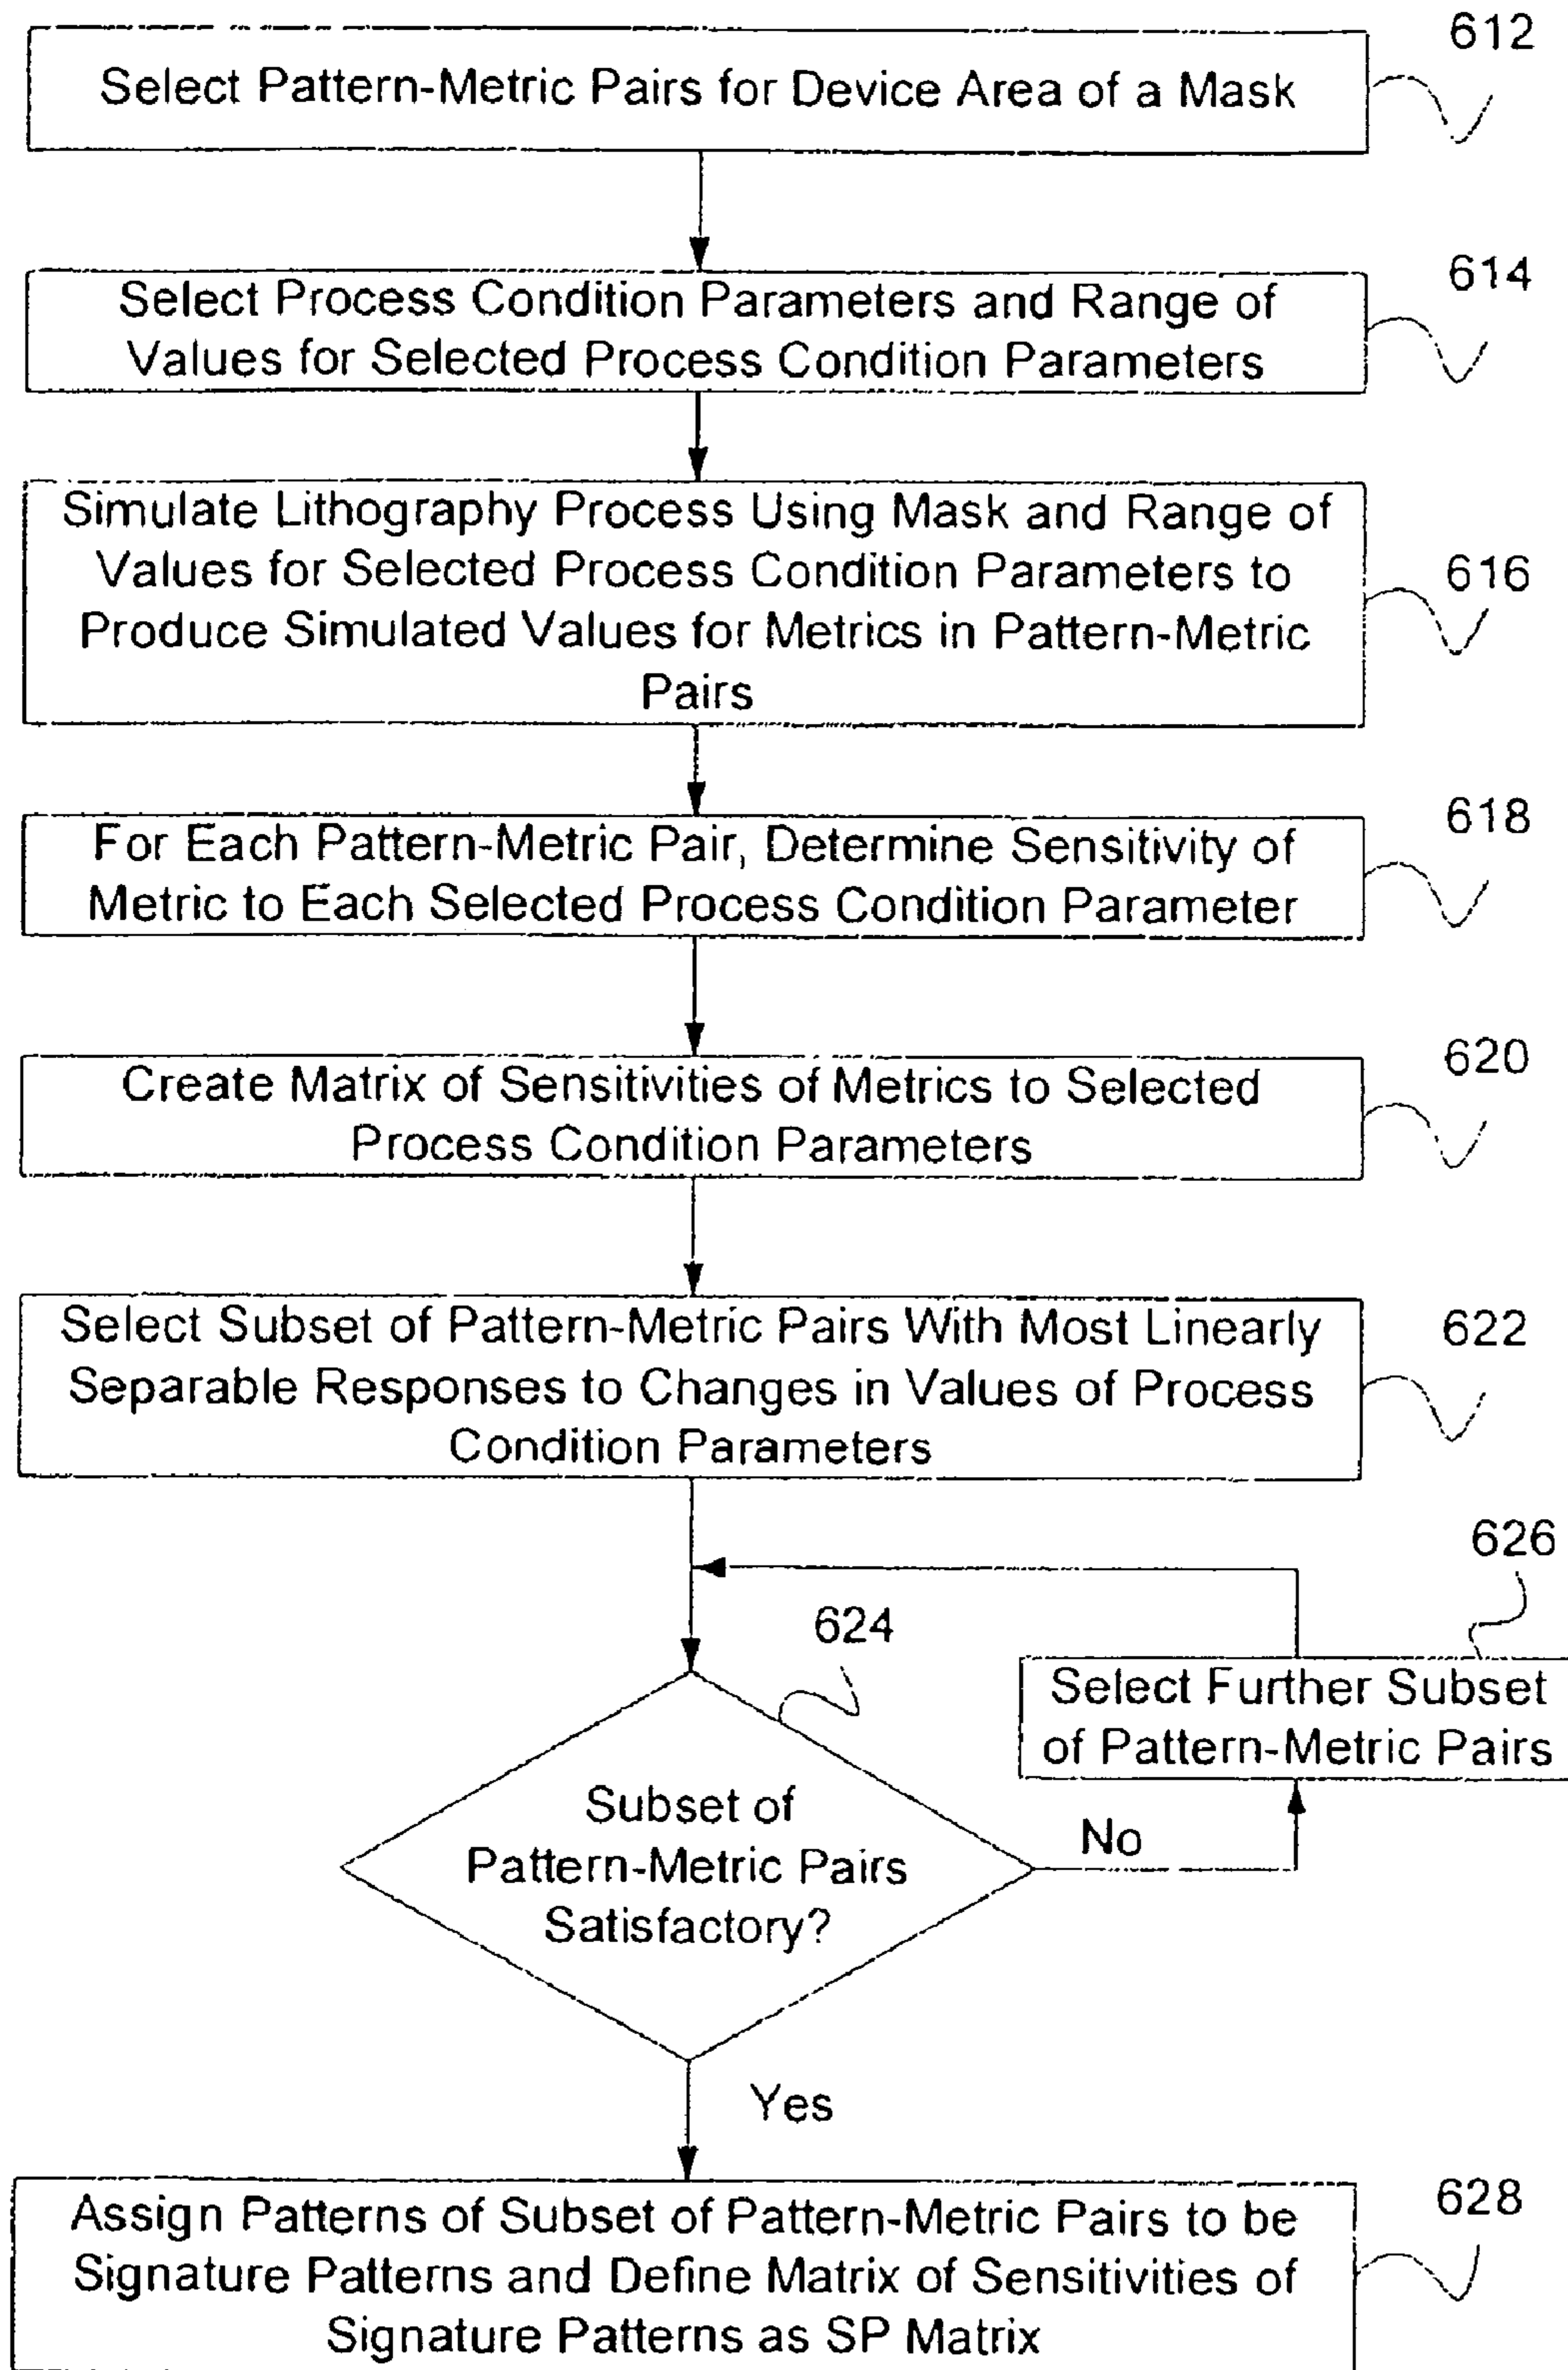 612
Select Pattern-Metric Pairs for Device Area of a Mask
614
Select Process Condition Parameters and Range of
Values for Selected Process Condition Parameters
616
Simulate Lithography Process Using Mask and Range of
Values for Selected Process Condition Parameters to
Produce Simulated Values for Metrics in Pattern-Metric
Pairs
618
For Each Pattern-Metric Pair, Determine Sensitivity of
Metric to Each Selected Process Condition Parameter
620
Create Matrix of Sensitivities of Metrics to Selected
Process Condition Parameters
622
Select Subset of Pattern-Metric Pairs With Most Linearly
Separable Responses to Changes in Values of Process
Condition Parameters
626
624
Select Further Subset
of Pattern-Metric Pairs
Subset of
Pattern-Metric Pairs
Satisfactory?
No
Yes
628
Assign Patterns of Subset of Pattern-Metric Pairs to be
Signature Patterns and Define Matrix of Sensitivities of
Signature Patterns as SP Matrix